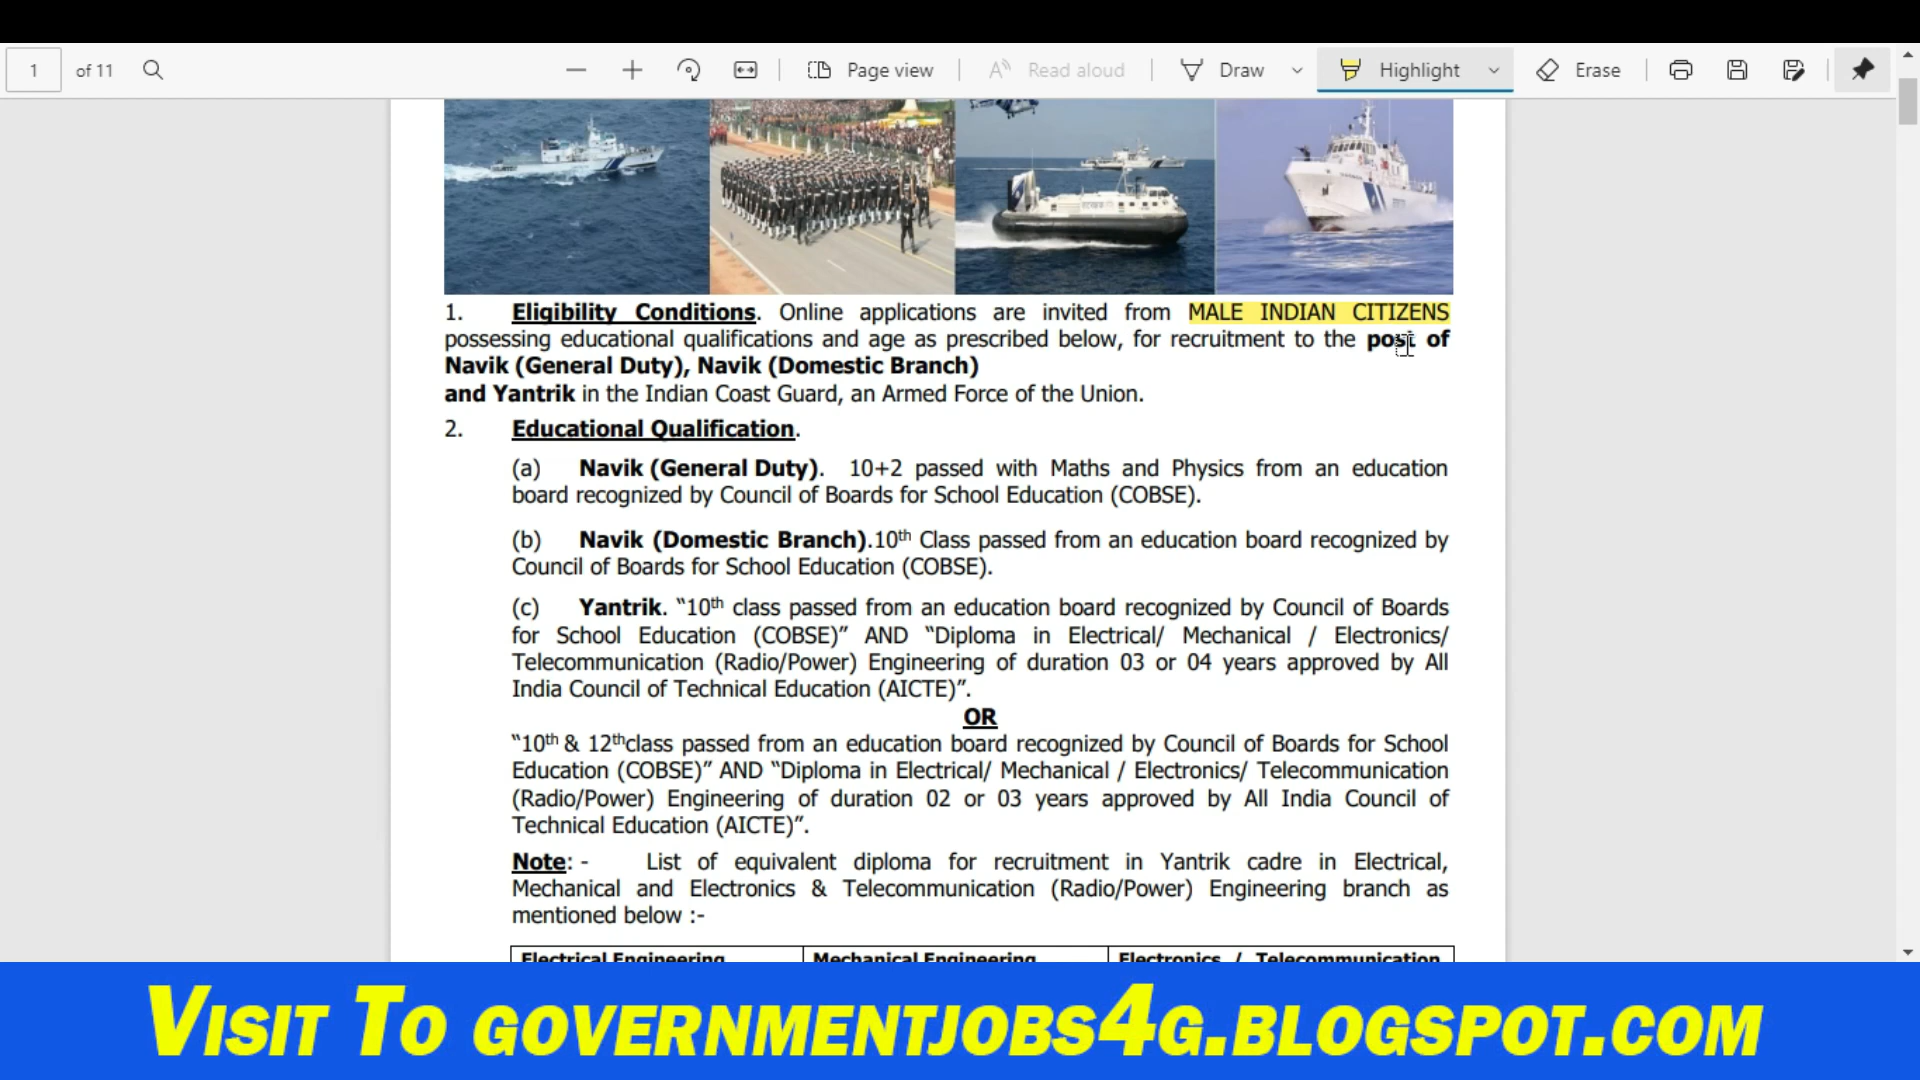 1 of 11 Page view Read aloud Draw Highlight Erase
1. Eligibility Conditions. Online applications are invited from MALE INDIAN CITIZENS
possessing educational qualifications and age as prescribed below, for recruitment to the post of
Navik (General Duty), Navik (Domestic Branch)
and Yantrik in the Indian Coast Guard, an Armed Force of the Union.
2. Educational Qualification.
(a) Navik (General Duty). 10+2 passed with Maths and Physics from an education
board recognized by Council of Boards for School Education (COBSE).
(b) Navik (Domestic Branch).10th Class passed from an education board recognized by
Council of Boards for School Education (COBSE).
(c) Yantrik. “10th class passed from an education board recognized by Council of Boards
for School Education (COBSE)” AND “Diploma in Electrical/ Mechanical / Electronics/
Telecommunication (Radio/Power) Engineering of duration 03 or 04 years approved by All
India Council of Technical Education (AICTE)”.
OR
“10th & 12thclass passed from an education board recognized by Council of Boards for School
Education (COBSE)” AND “Diploma in Electrical/ Mechanical / Electronics/ Telecommunication
(Radio/Power) Engineering of duration 02 or 03 years approved by All India Council of
Technical Education (AICTE)”.
Note: - List of equivalent diploma for recruitment in Yantrik cadre in Electrical,
Mechanical and Electronics & Telecommunication (Radio/Power) Engineering branch as
mentioned below :-
Electrical Engineering Mechanical Engineering Electronics / Telecommunication
VISIT TO GOVERNMENTJOBS4G.BLOGSPOT.COM